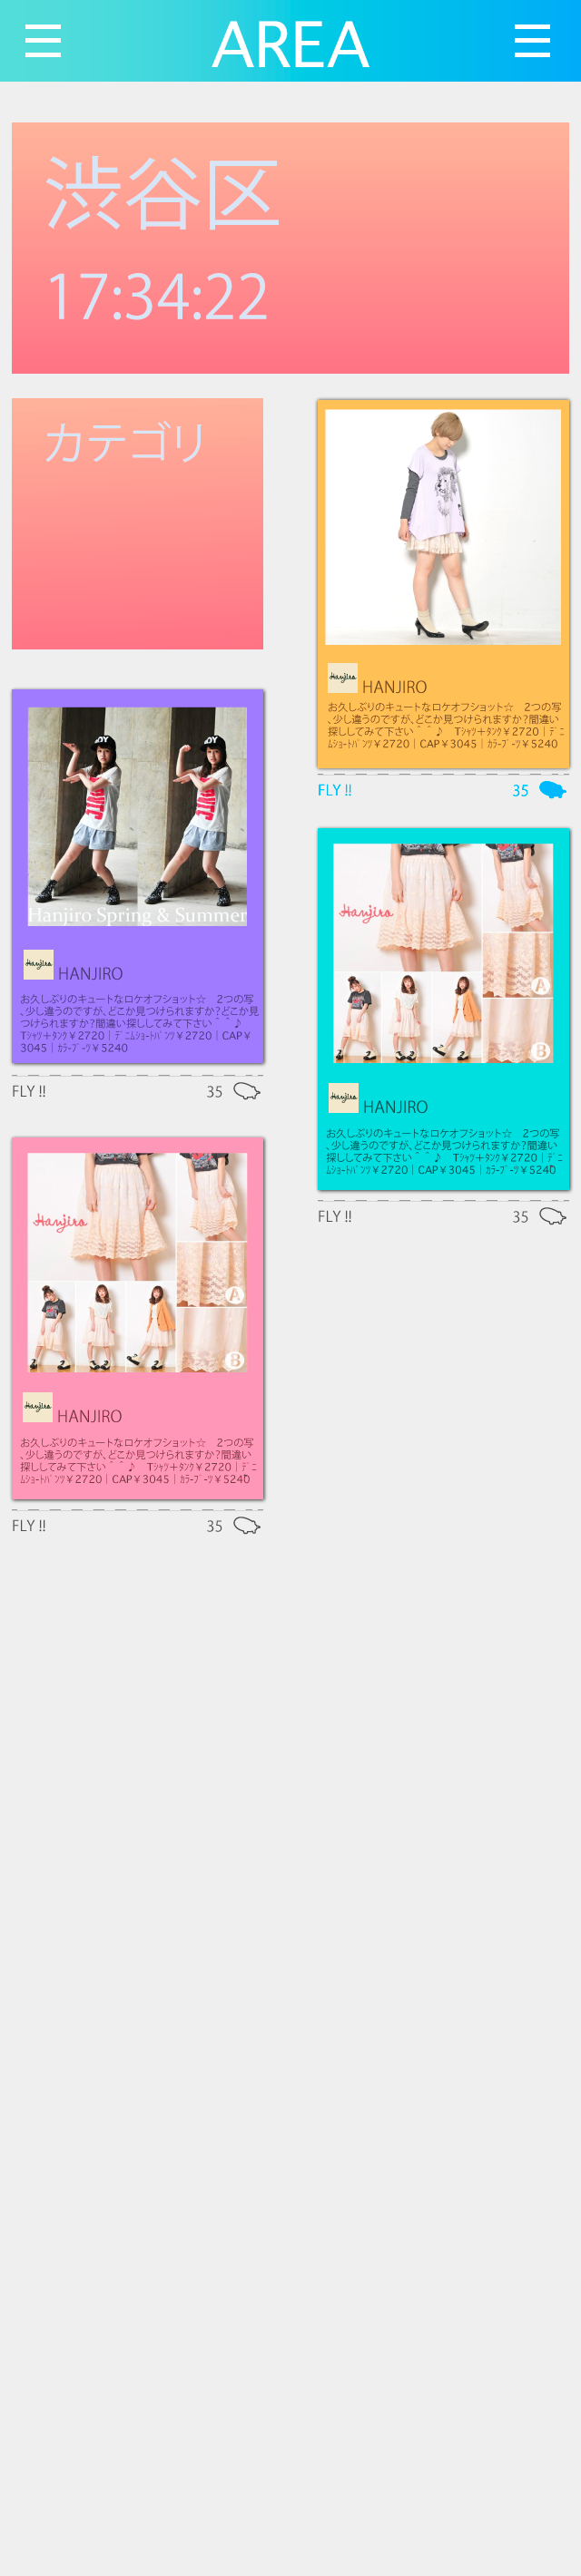 AREA
渋谷区
17:34:22
カテゴリ
HANJIRO
お久しぶりのキュートなロケオフショット☆　2つの写
、少し違うのですが、どこか見つけられますか？間違い
探ししてみて下さい＾＾♪　Tｼｬﾂ＋ﾀﾝｸ￥2720｜ﾃﾞﾆ
ﾑｼｮｰﾄﾊﾟﾝﾂ￥2720｜CAP￥3045｜ｶﾗｰﾌﾞｰﾂ￥5240
FLY !!
35
Hanjiro Spring & Summer
Hanjiro
HANJIRO
お久しぶりのキュートなロケオフショット☆　2つの写
、少し違うのですが、どこか見つけられますか？どこか見
つけられますか？間違い探ししてみて下さい＾＾♪
Tｼｬﾂ＋ﾀﾝｸ￥2720｜ﾃﾞﾆﾑｼｮｰﾄﾊﾟﾝﾂ￥2720｜CAP￥
3045｜ｶﾗｰﾌﾞｰﾂ￥5240
FLY !!
35
Hanjiro
A
B
Hanjiro
HANJIRO
お久しぶりのキュートなロケオフショット☆　2つの写
、少し違うのですが、どこか見つけられますか？間違い
探ししてみて下さい＾＾♪　Tｼｬﾂ＋ﾀﾝｸ￥2720｜ﾃﾞﾆ
ﾑｼｮｰﾄﾊﾟﾝﾂ￥2720｜CAP￥3045｜ｶﾗｰﾌﾞｰﾂ￥5240
FLY !!
35
Hanjiro
A
B
Hanjiro
HANJIRO
お久しぶりのキュートなロケオフショット☆　2つの写
、少し違うのですが、どこか見つけられますか？間違い
探ししてみて下さい＾＾♪　Tｼｬﾂ＋ﾀﾝｸ￥2720｜ﾃﾞﾆ
ﾑｼｮｰﾄﾊﾟﾝﾂ￥2720｜CAP￥3045｜ｶﾗｰﾌﾞｰﾂ￥5240
FLY !!
35